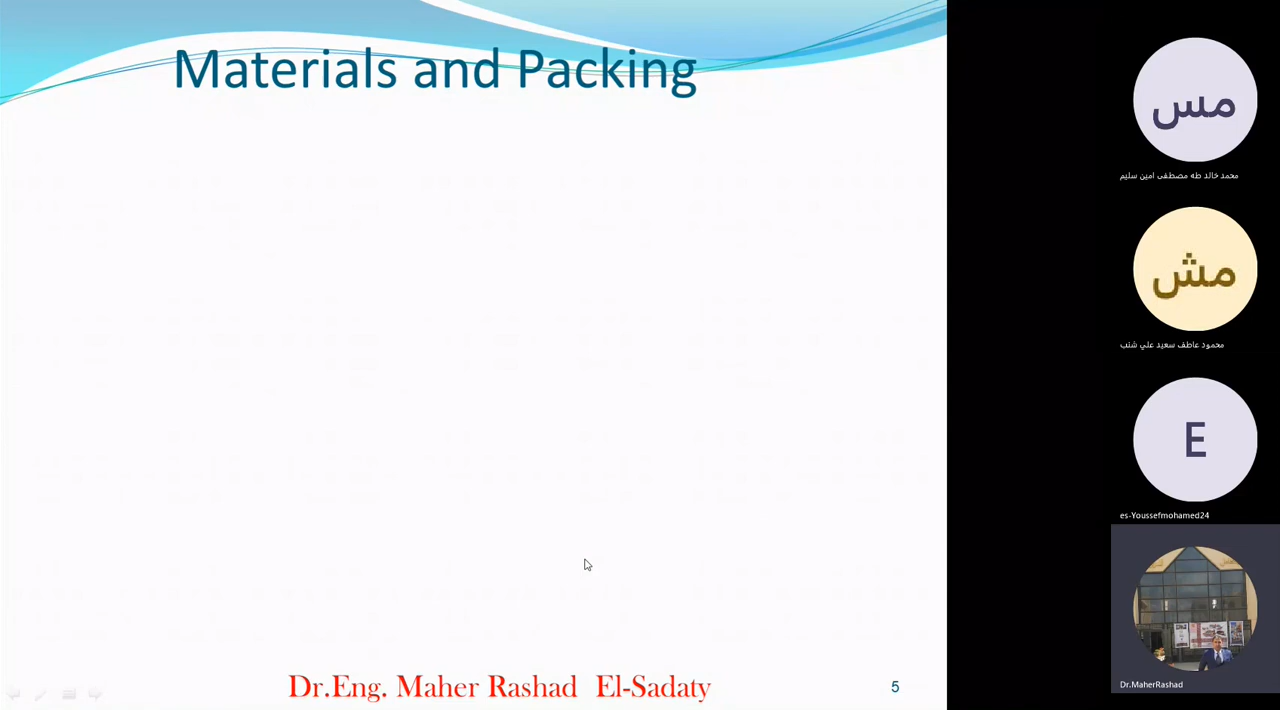 Materials and Packing
Dr.Eng. Maher Rashad El-Sadaty
5
مس
محمد خالد طه مصطفى امين سليم
مش
محمود عاطف سعيد علي شنب
E
es-Youssefmohamed24
Dr.MaherRashad